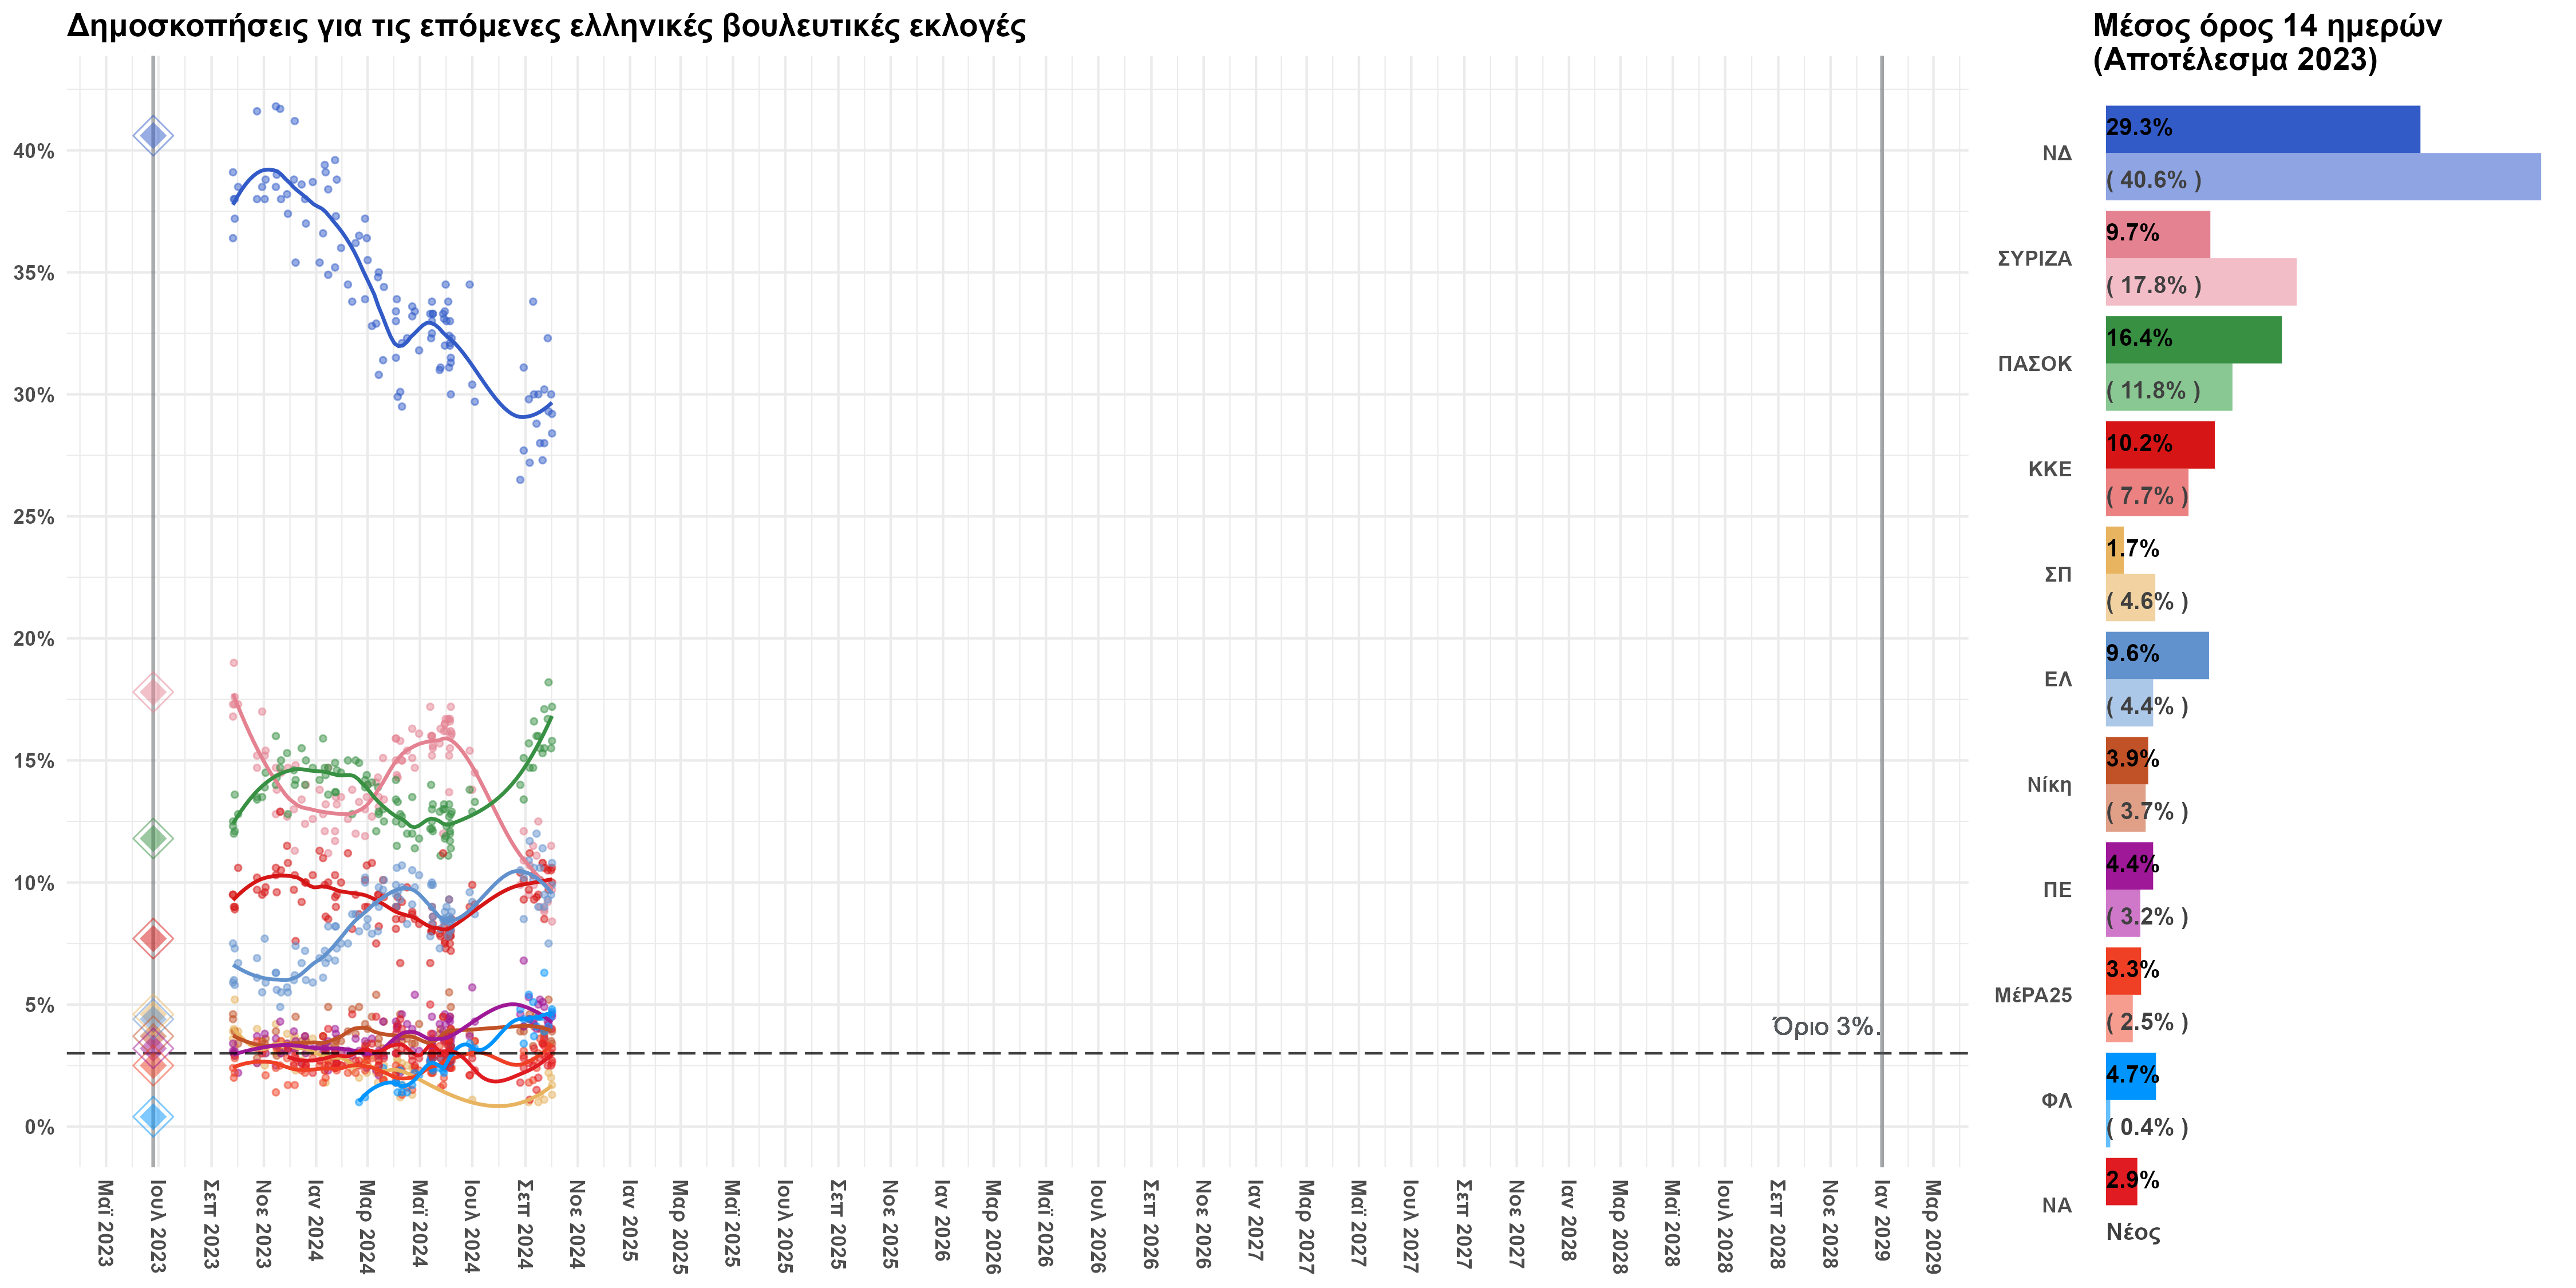 Δημοσκοπήσεις για τις επόμενες ελληνικές βουλευτικές εκλογές
40%
35%
30%
25%
20%
15%
10%
5%
0%
Όριο 3%.
Μαϊ 2023
Ιουλ 2023
Σεπ 2023
Νοε 2023
Ιαν 2024
Μαρ 2024
Μαϊ 2024
Ιουλ 2024
Σεπ 2024
Νοε 2024
Ιαν 2025
Μαρ 2025
Μαϊ 2025
Ιουλ 2025
Σεπ 2025
Νοε 2025
Ιαν 2026
Μαρ 2026
Μαϊ 2026
Ιουλ 2026
Σεπ 2026
Νοε 2026
Ιαν 2027
Μαρ 2027
Μαϊ 2027
Ιουλ 2027
Σεπ 2027
Νοε 2027
Ιαν 2028
Μαρ 2028
Μαϊ 2028
Ιουλ 2028
Σεπ 2028
Νοε 2028
Ιαν 2029
Μαρ 2029
Μέσος όρος 14 ημερών
(Αποτέλεσμα 2023)
ΝΔ
29.3%
( 40.6% )
ΣΥΡΙΖΑ
9.7%
( 17.8% )
ΠΑΣΟΚ
16.4%
( 11.8% )
ΚΚΕ
10.2%
( 7.7% )
ΣΠ
1.7%
( 4.6% )
ΕΛ
9.6%
( 4.4% )
Νίκη
3.9%
( 3.7% )
ΠΕ
4.4%
( 3.2% )
ΜέΡΑ25
3.3%
( 2.5% )
ΦΛ
4.7%
( 0.4% )
ΝΑ
2.9%
Νέος